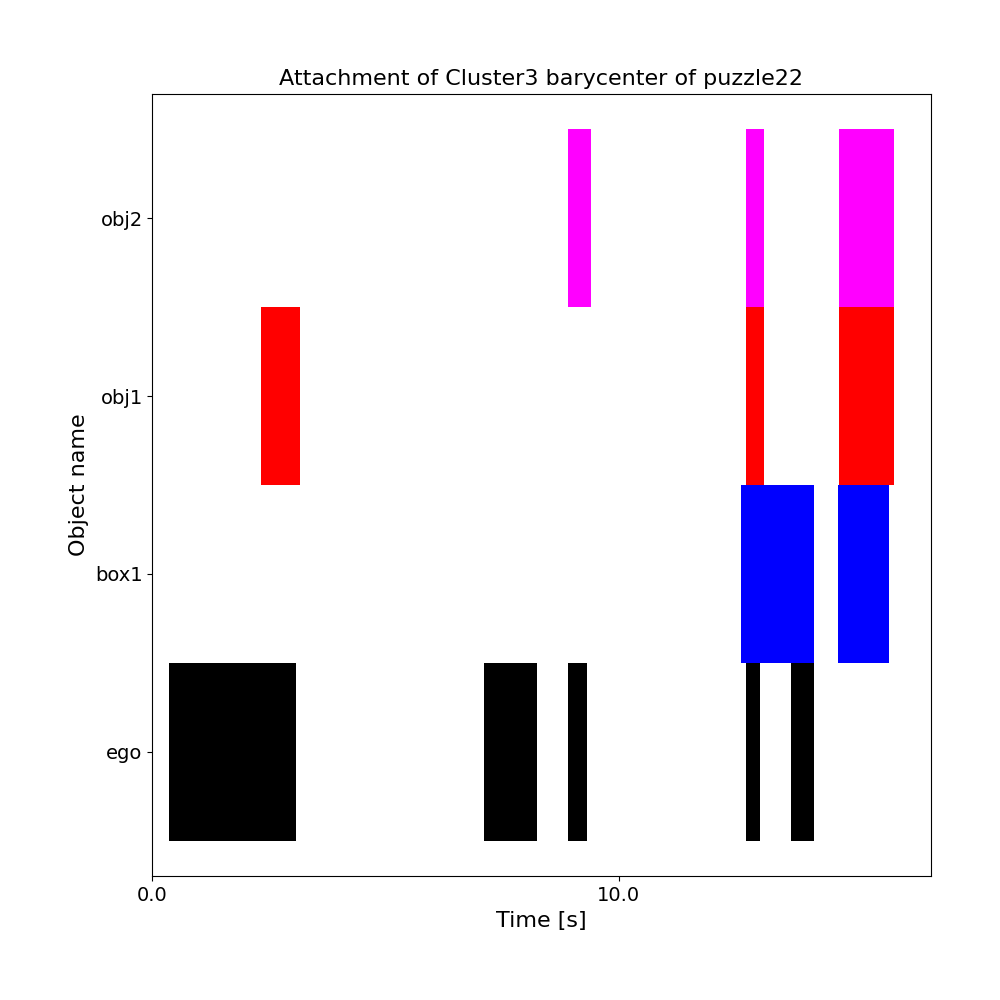 Attachment of Cluster3 barycenter of puzzle22
obj2
obj1
box1
ego
Object name
0.0
10.0
Time [s]